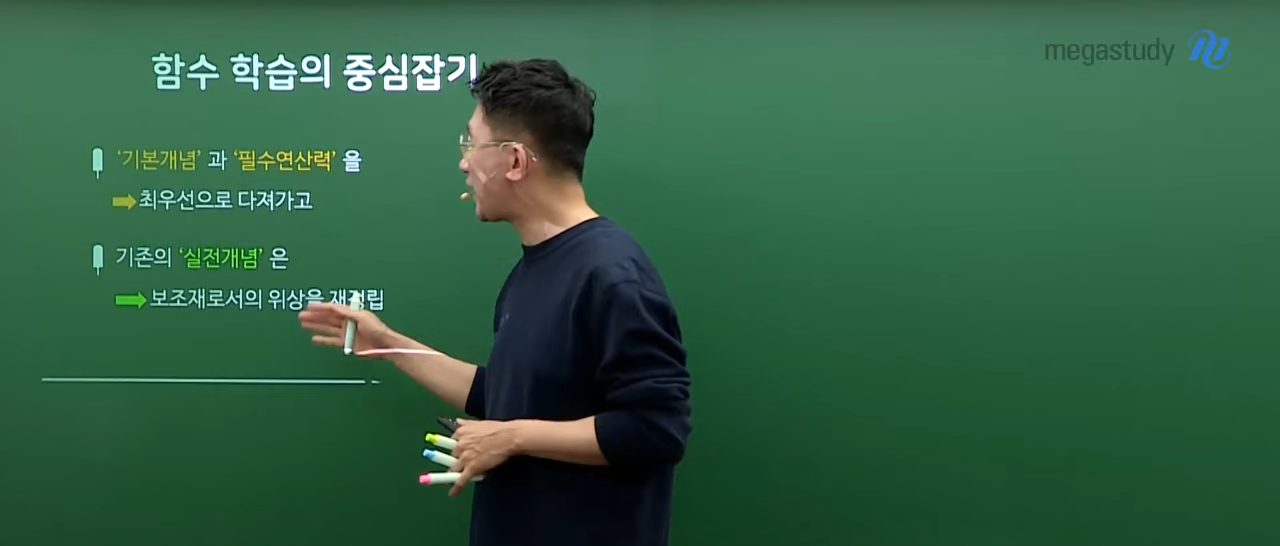 megastudy
함수 학습의 중심잡기
'기본개념' 과 '필수연산력' 을
최우선으로 다져가고
기존의 '실전개념' 은
보조재로서의 위상을 재정립